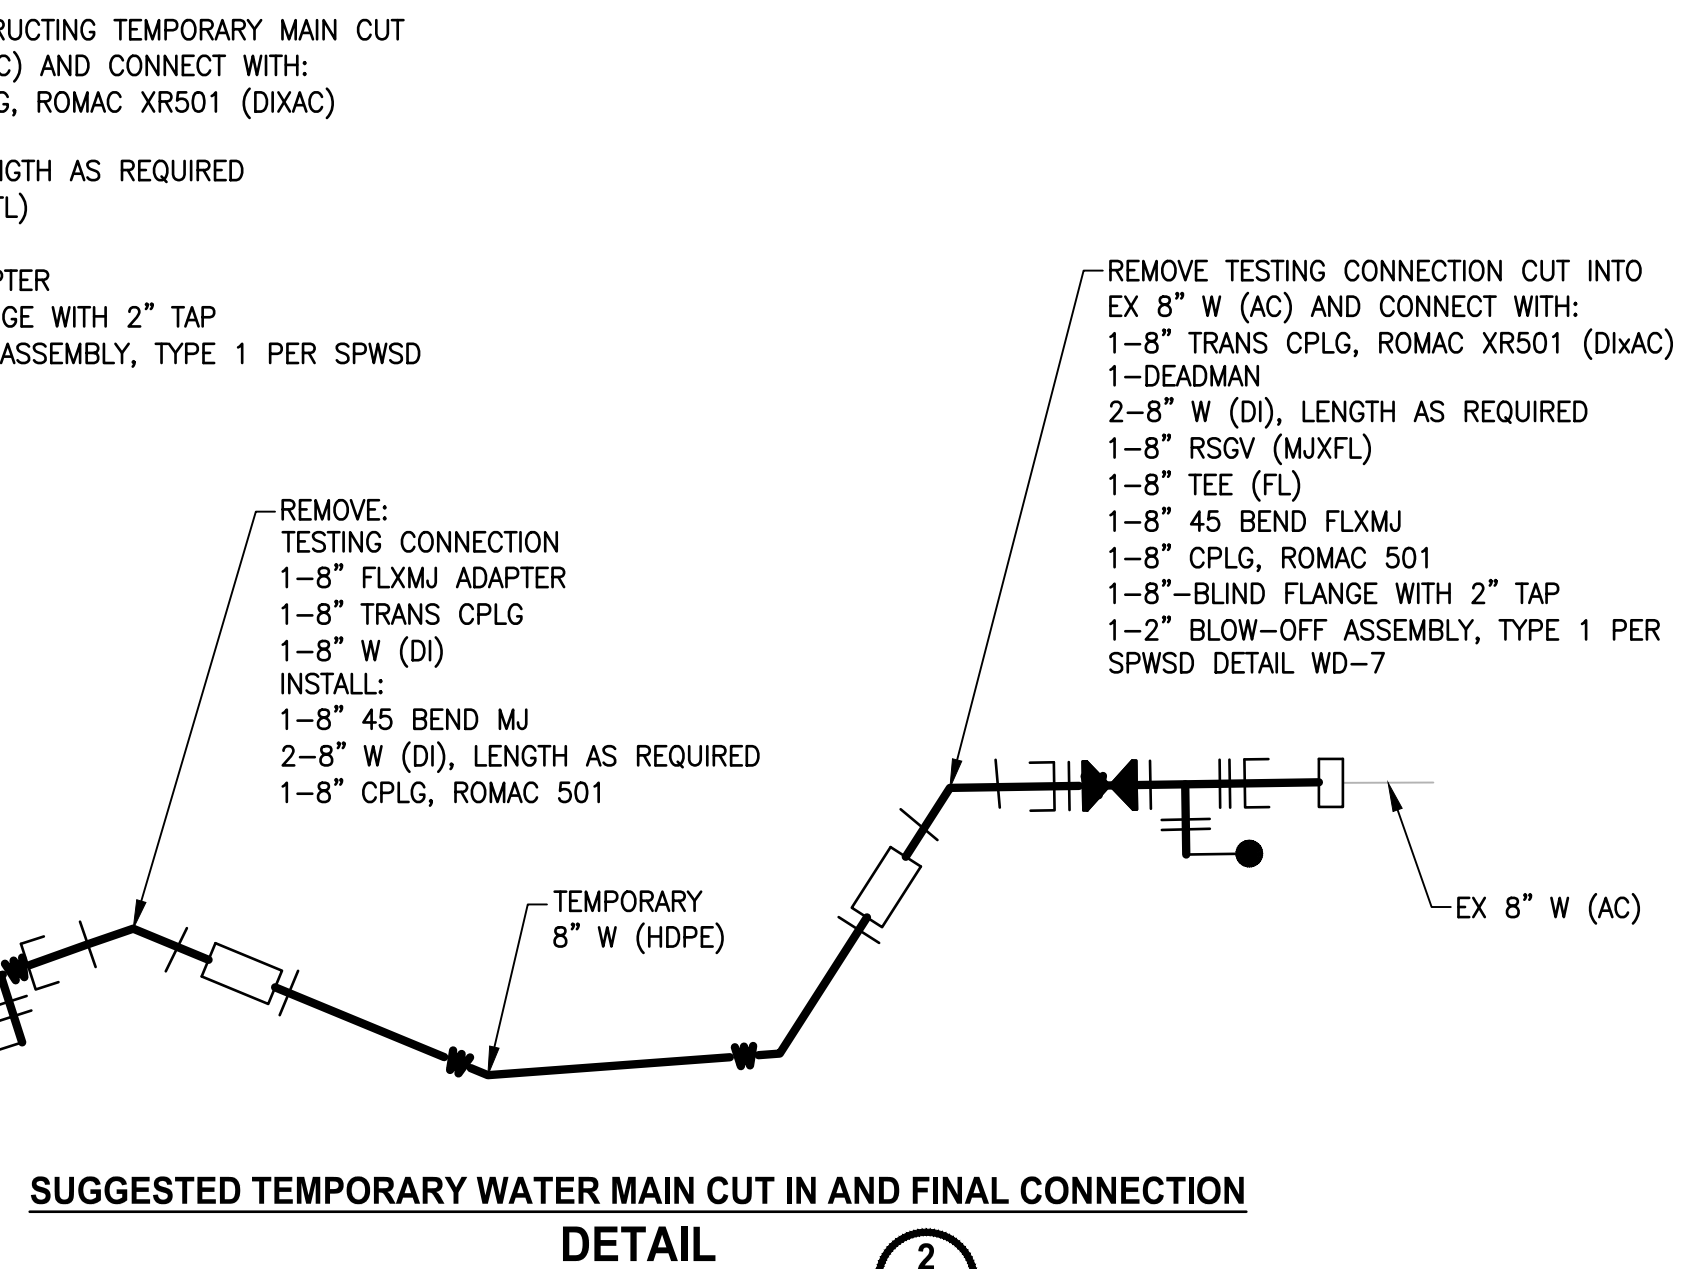 TEMPORARY MAIN CUT
AND CONNECT WITH:
ROMAC XR501 (DIXAC)
AS REQUIRED
WITH 2" TAP
ASSEMBLY, TYPE 1 PER SPWSD
REMOVE TESTING CONNECTION CUT INTO
EX 8" W (AC) AND CONNECT WITH:
1-8" TRANS CPLG, ROMAC XR501 (DIxAC)
1-DEADMAN
2-8" W (DI), LENGTH AS REQUIRED
1-8" RSGV (MJXFL)
1-8" TEE (FL)
1-8" 45 BEND FLXMJ
1-8" CPLG, ROMAC 501
1-8"-BLIND FLANGE WITH 2" TAP
1-2" BLOW-OFF ASSEMBLY, TYPE 1 PER
SPWSD DETAIL WD-7
REMOVE:
TESTING CONNECTION
1-8" FLXMJ ADAPTER
1-8" TRANS CPLG
1-8" W (DI)
INSTALL:
1-8" 45 BEND MJ
2-8" W (DI), LENGTH AS REQUIRED
1-8" CPLG, ROMAC 501
TEMPORARY
8" W (HDPE)
EX 8" W (AC)
SUGGESTED TEMPORARY WATER MAIN CUT IN AND FINAL CONNECTION
DETAIL
2